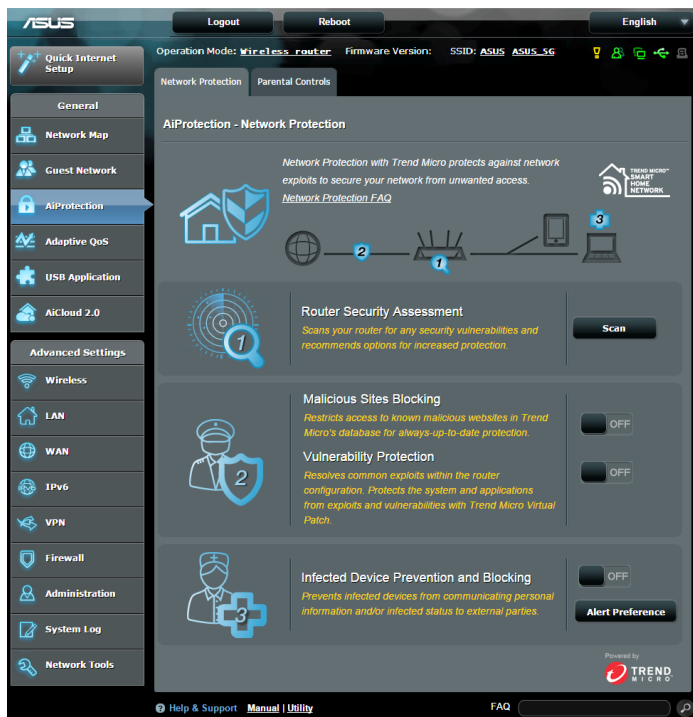 ASUS
Logout
Reboot
English
Quick Internet
Setup
Operation Mode: Wireless router Firmware Version: SSID: ASUS ASUS_5G
Network Protection
Parental Controls
General
Network Map
Guest Network
AiProtection
Adaptive QoS
USB Application
AiCloud 2.0
Advanced Settings
Wireless
LAN
WAN
IPv6
VPN
Firewall
Administration
System Log
Network Tools
AiProtection - Network Protection
Network Protection with Trend Micro protects against network
exploits to secure your network from unwanted access.
Network Protection FAQ
TREND MICRO™
SMART
HOME
NETWORK
2
1
3
1
Router Security Assessment
Scans your router for any security vulnerabilities and
recommends options for increased protection.
Scan
2
Malicious Sites Blocking
Restricts access to known malicious websites in Trend
Micro's database for always-up-to-date protection.
OFF
Vulnerability Protection
Resolves common exploits within the router
configuration. Protects the system and applications
from exploits and vulnerabilities with Trend Micro Virtual
Patch.
OFF
3
Infected Device Prevention and Blocking
Prevents infected devices from communicating personal
information and/or infected status to external parties.
OFF
Alert Preference
Powered by
TREND
MICRO
Help & Support Manual | Utility
FAQ